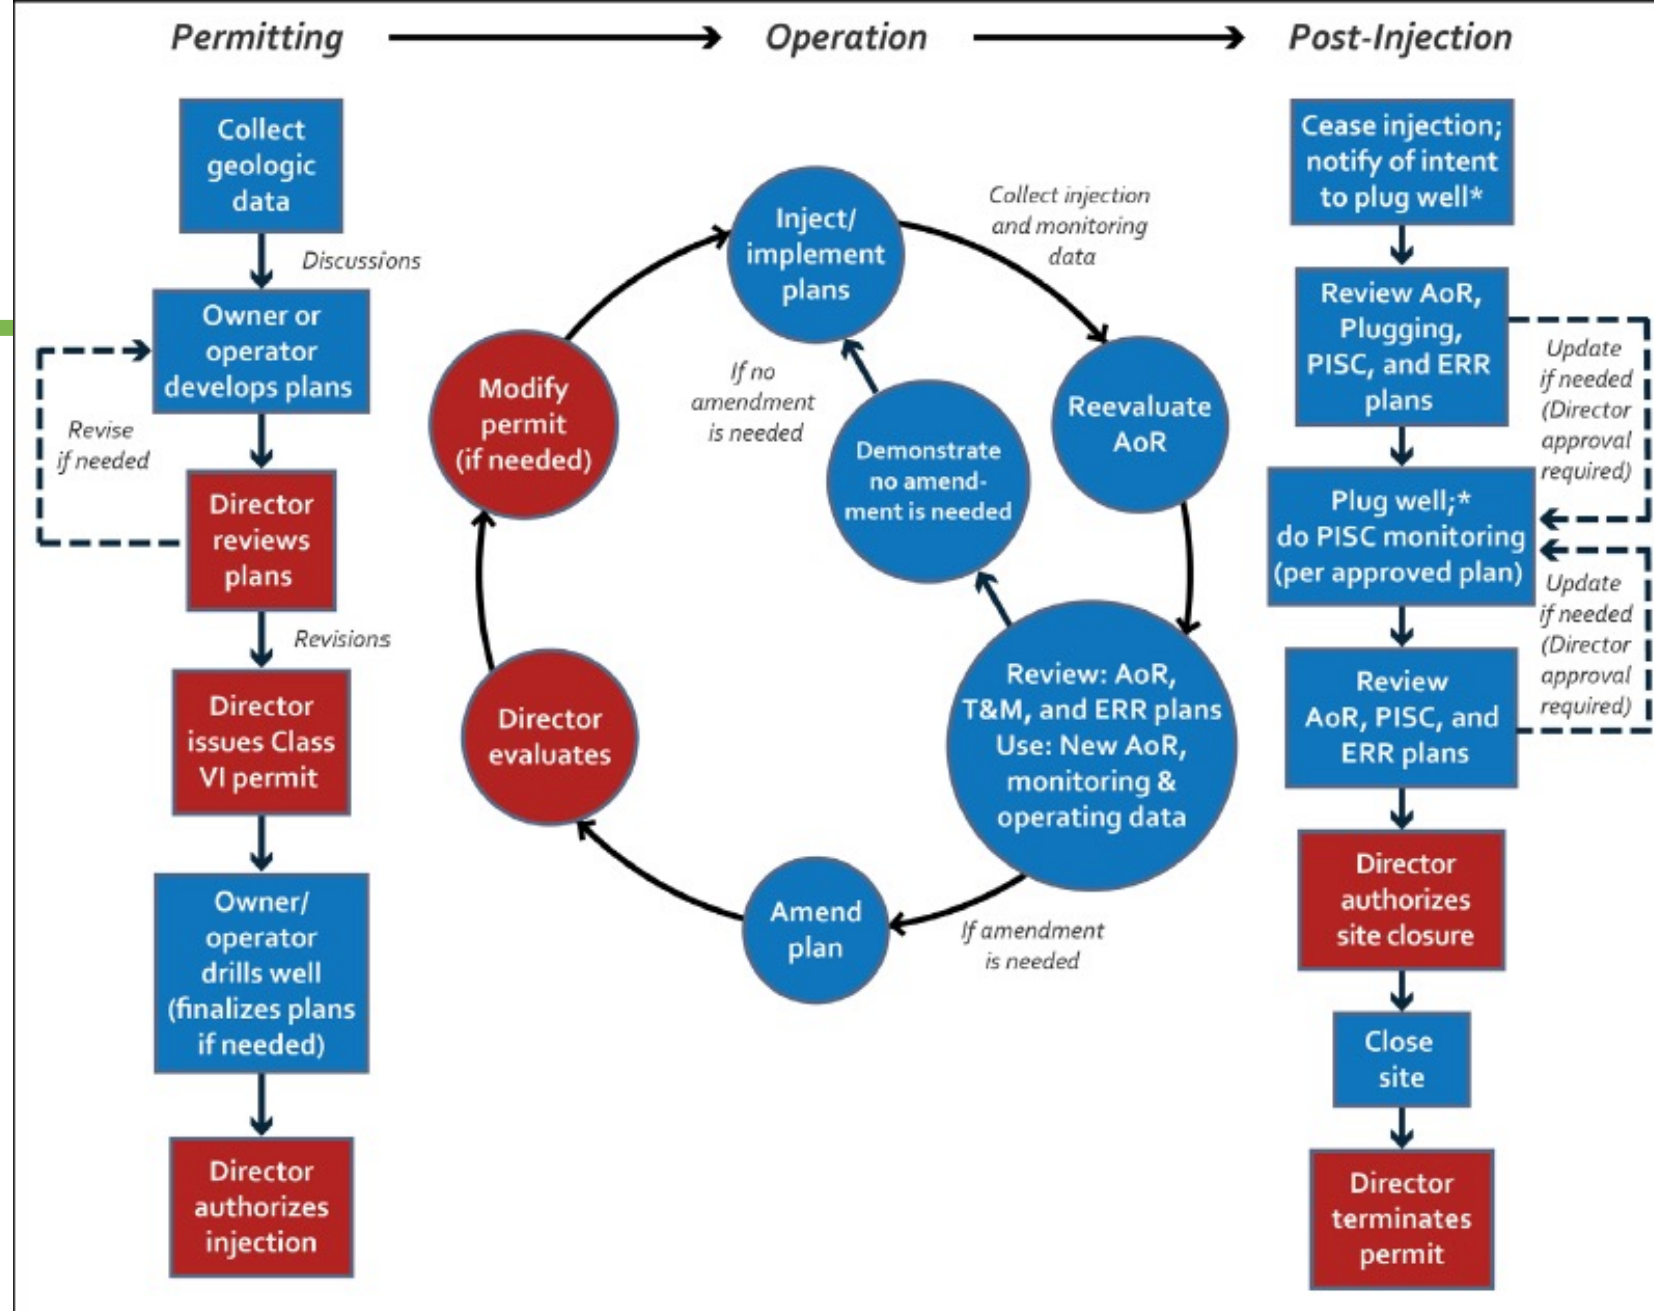 Permitting
Operation
Post-Injection
Collect
geologic
data
Discussions
Owner or
operator
develops plans
Revise
if needed
Director
reviews
plans
Revisions
Director
issues Class
VI permit
Owner/
operator
drills well
(finalizes plans
if needed)
Director
authorizes
injection
Inject/
implement
plans
Collect injection
and monitoring
data
Reevaluate
AoR
Review: AoR,
T&M, and ERR plans
Use: New AoR,
monitoring &
operating data
Demonstrate
no amend-
ment is needed
If no
amendment
is needed
If amendment
is needed
Amend
plan
Director
evaluates
Modify
permit
(if needed)
Cease injection;
notify of intent
to plug well*
Review AoR,
Plugging,
PISC, and ERR
plans
Update
if needed
(Director
approval
required)
Plug well;*
do PISC monitoring
(per approved plan)
Update
if needed
(Director
approval
required)
Review
AoR, PISC, and
ERR plans
Director
authorizes
site closure
Close
site
Director
terminates
permit